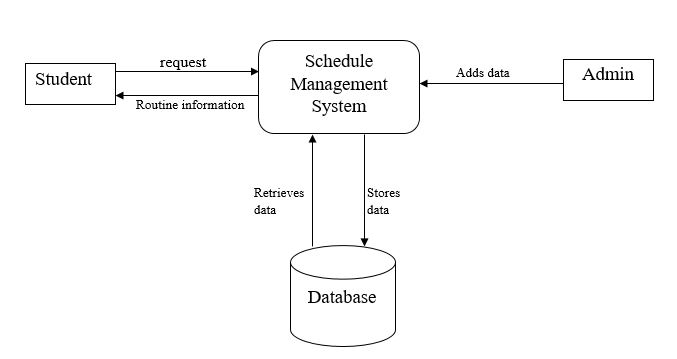 Student
request
Routine information
Schedule
Management
System
Adds data
Admin
Retrieves
data
Stores
data
Database